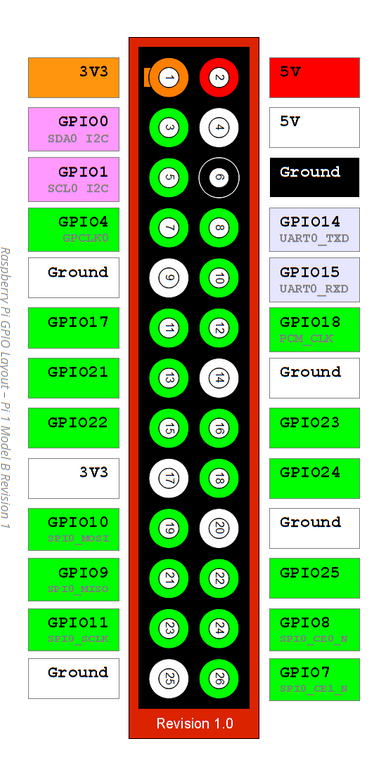 3V3 1 2 5V
GPIO0 3 4 5V
SDA0 I2C
GPIO1 5 6 Ground
SCL0 I2C
GPIO4 7 8 GPIO14
GPCLK0 UART0_TXD
Ground 9 10 GPIO15
UART0_RXD
GPIO17 11 12 GPIO18
PCM_CLK
GPIO21 13 14 Ground
GPIO22 15 16 GPIO23
3V3 17 18 GPIO24
GPIO10 19 20 Ground
SPI0_MOSI
GPIO9 21 22 GPIO25
SPI0_MISO
GPIO11 23 24 GPIO8
SPI0_SCLK SPI0_CE0_N
Ground 25 26 GPIO7
SPI0_CE1_N
Revision 1.0
Raspberry Pi GPIO Layout – Pi 1 Model B Revision 1